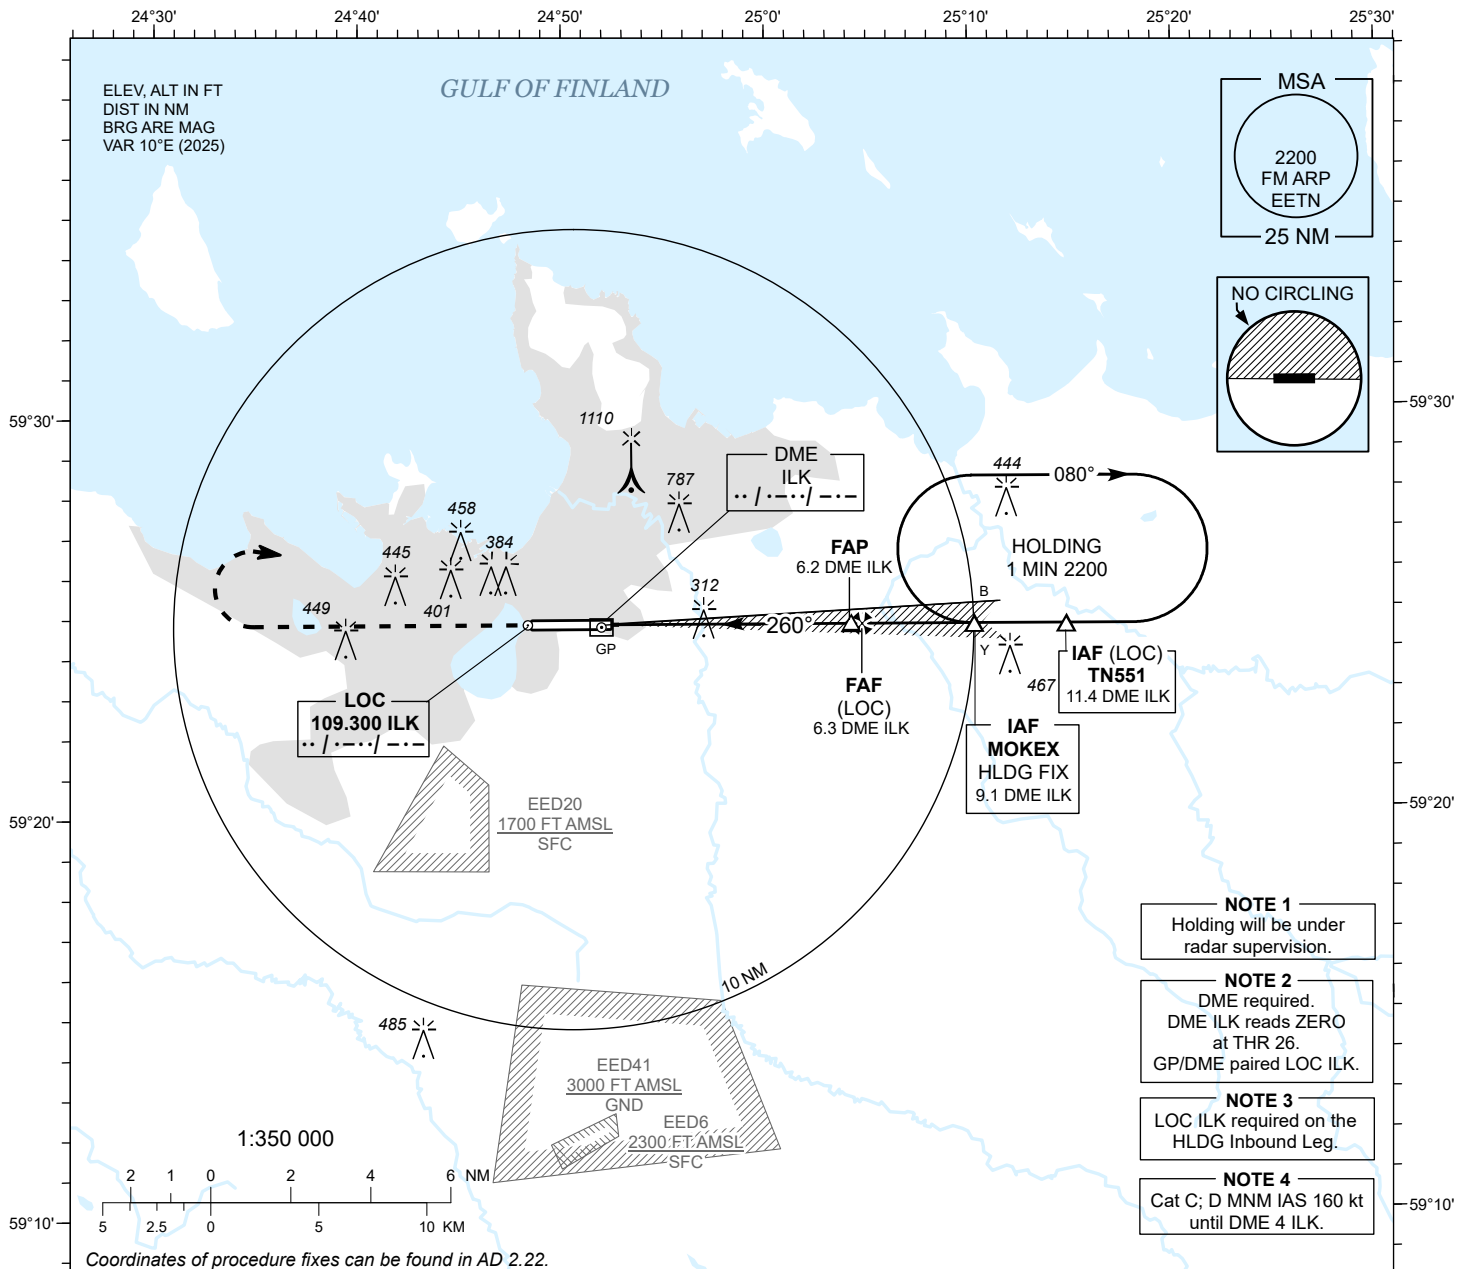 24°30'
24°40'
24°50'
25°0'
25°10'
25°20'
25°30'
ELEV, ALT IN FT
DIST IN NM
BRG ARE MAG
VAR 10°E (2025)
GULF OF FINLAND
MSA
2200
FM ARP
EETN
25 NM
NO CIRCLING
59°30'
59°30'
1110
DME
ILK
·· / ·–·· / –·–
787
444
080°
458
445
384
FAP
6.2 DME ILK
HOLDING
1 MIN 2200
312
B
449
401
260°
GP
Y
467
IAF (LOC)
TN551
11.4 DME ILK
LOC
109.300 ILK
·· / ·–·· / –·–
FAF
(LOC)
6.3 DME ILK
IAF
MOKEX
HLDG FIX
9.1 DME ILK
59°20'
59°20'
EED20
1700 FT AMSL
SFC
NOTE 1
Holding will be under
radar supervision.
10 NM
NOTE 2
DME required.
DME ILK reads ZERO
at THR 26.
GP/DME paired LOC ILK.
485
EED41
3000 FT AMSL
GND
EED6
2300 FT AMSL
SFC
NOTE 3
LOC ILK required on the
HLDG Inbound Leg.
1:350 000
NOTE 4
Cat C; D MNM IAS 160 kt
until DME 4 ILK.
2 1 0 2 4 6 NM
5 2.5 0 5 10 KM
59°10'
59°10'
Coordinates of procedure fixes can be found in AD 2.22.